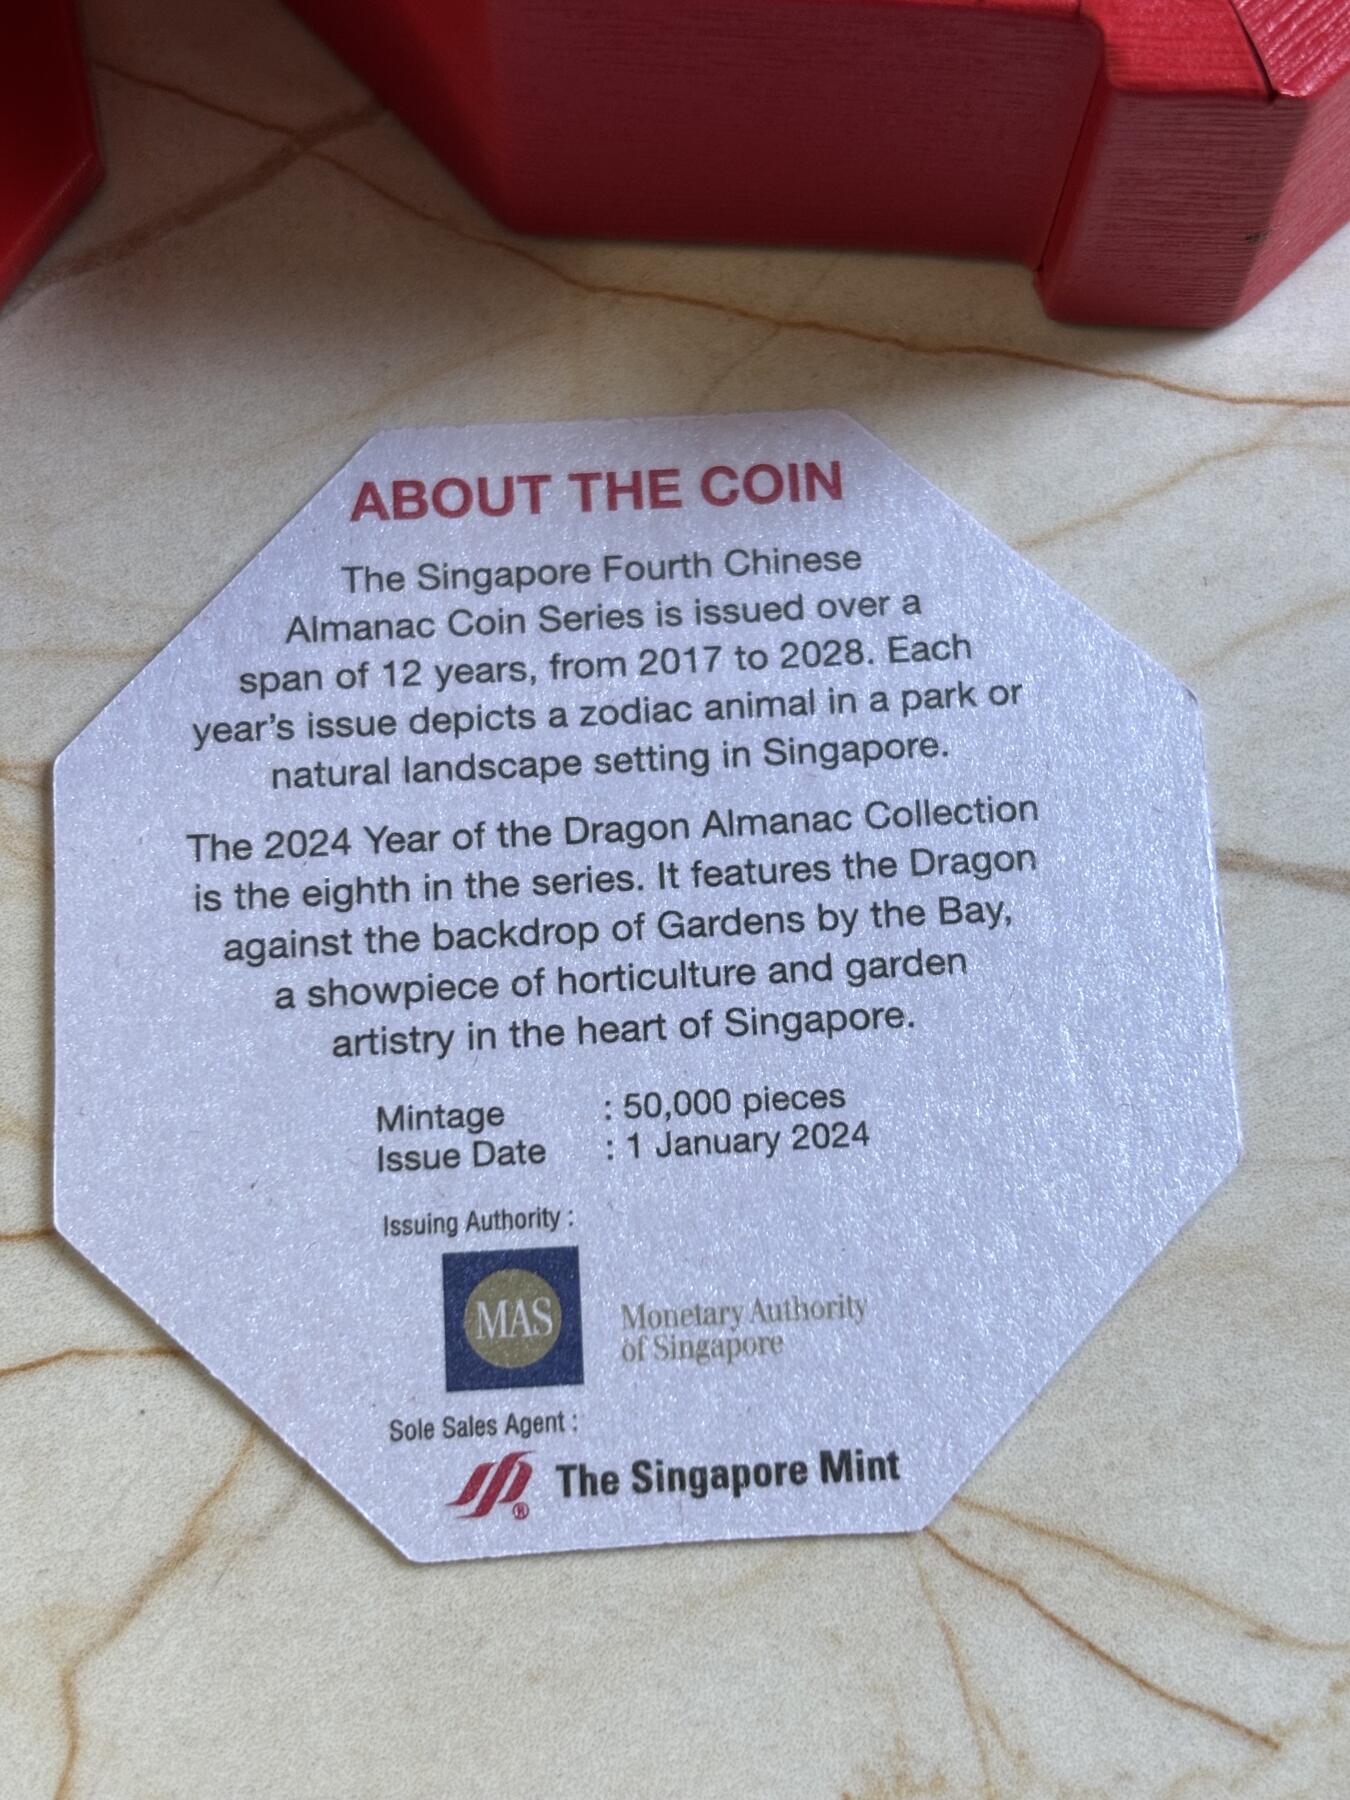 ABOUT THE COIN
The Singapore Fourth Chinese
Almanac Coin Series is issued over a
span of 12 years, from 2017 to 2028. Each
year's issue depicts a zodiac animal in a park or
natural landscape setting in Singapore.
The 2024 Year of the Dragon Almanac Collection
is the eighth in the series. It features the Dragon
against the backdrop of Gardens by the Bay,
a showpiece of horticulture and garden
artistry in the heart of Singapore.
Mintage : 50,000 pieces
Issue Date : 1 January 2024
Issuing Authority :
MAS
Monetary Authority
of Singapore
Sole Sales Agent :
® The Singapore Mint